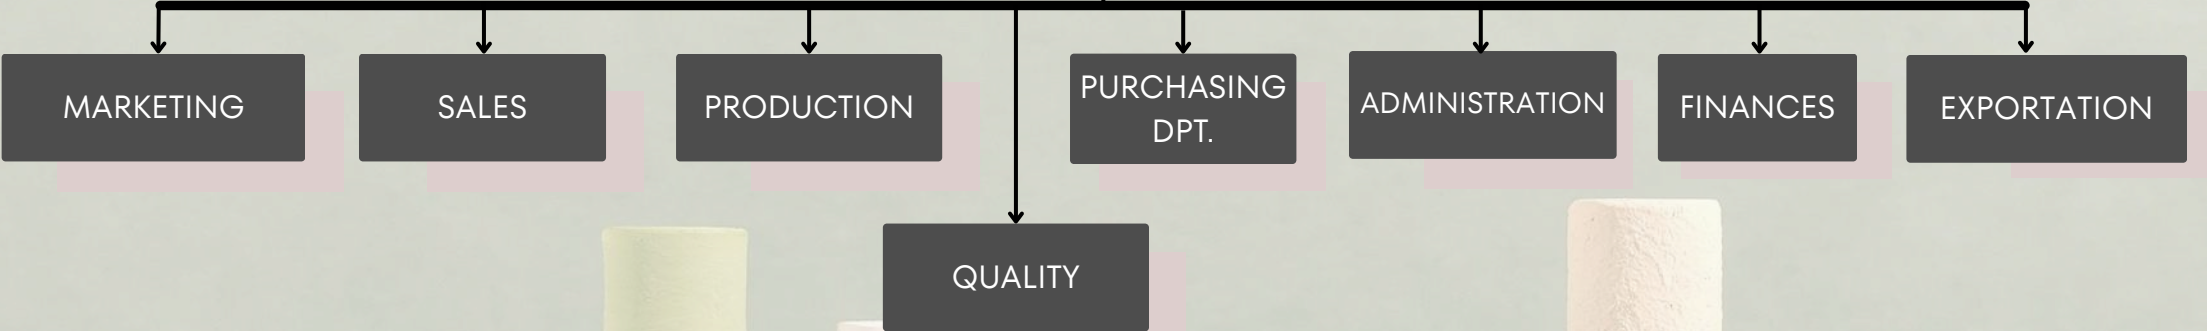 MARKETING
SALES
PRODUCTION
PURCHASING
DPT.
ADMINISTRATION
FINANCES
EXPORTATION
QUALITY